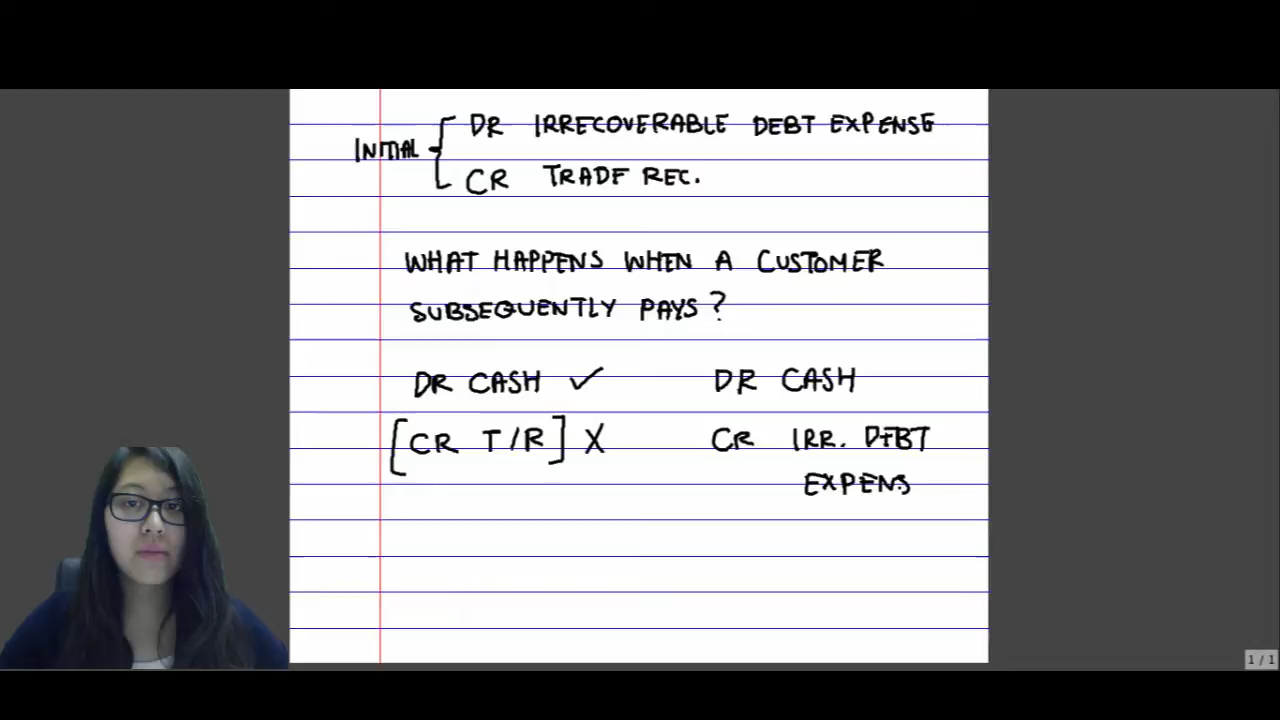 INITIAL { DR IRRECOVERABLE DEBT EXPENSE
CR TRADE REC.
WHAT HAPPENS WHEN A CUSTOMER
SUBSEQUENTLY PAYS?
DR CASH ✓ DR CASH
[CR T/R] X CR IRR. DEBT
EXPENS
1 / 1